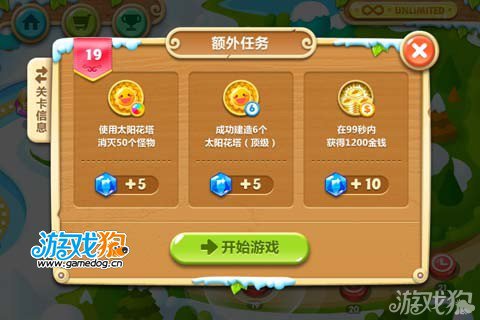 UNLIMITED
额外任务
19
关卡信息
使用太阳花塔
消灭50个怪物
+5
6
成功建造6个
太阳花塔（顶级）
+5
$
在99秒内
获得1200金钱
+10
开始游戏
游戏狗
www.gamedog.cn
19
21
游戏狗